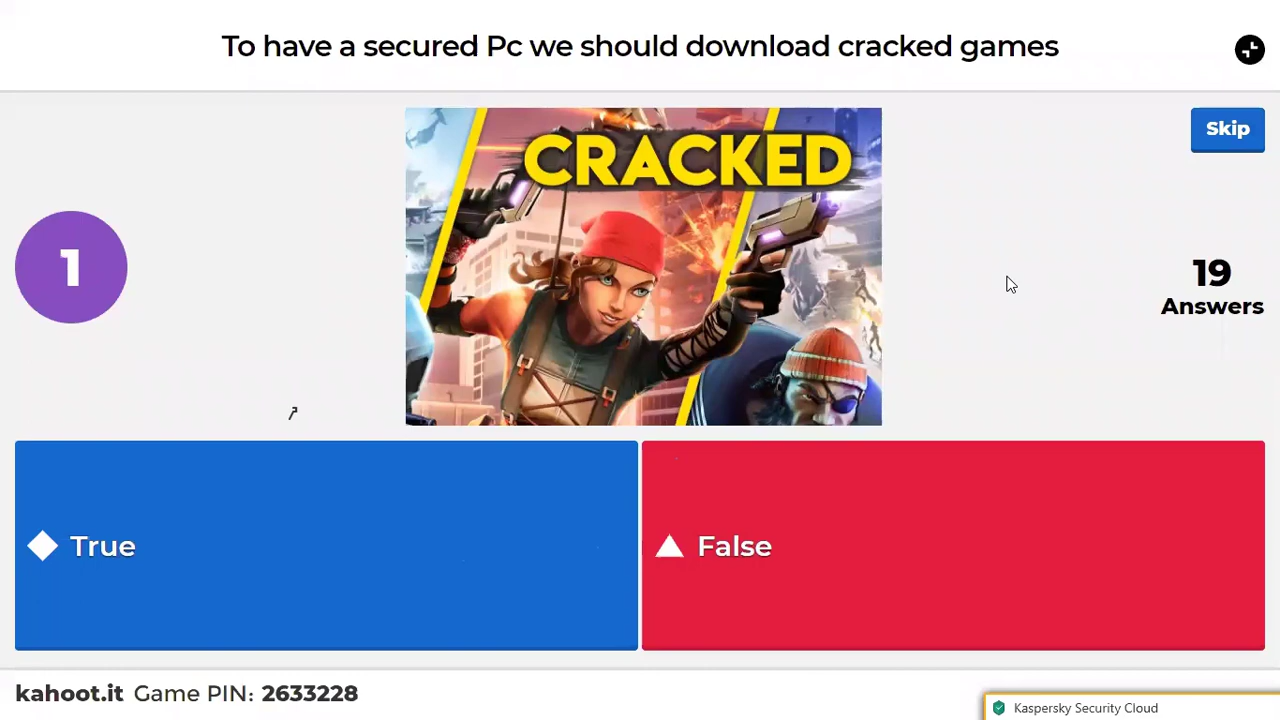 To have a secured Pc we should download cracked games
CRACKED
Skip
1
19
Answers
True
False
kahoot.it Game PIN: 2633228
Kaspersky Security Cloud